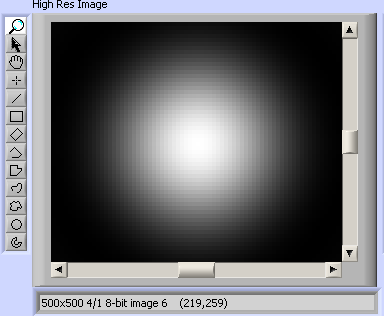 High Res Image
500x500 4/1 8-bit image 6 (219,259)